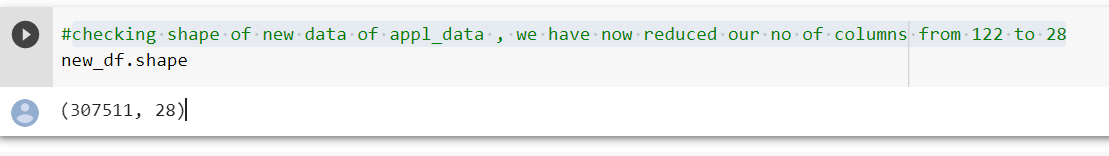 #checking shape of new data of appl_data , we have now reduced our no of columns from 122 to 28
new_df.shape
(307511, 28)